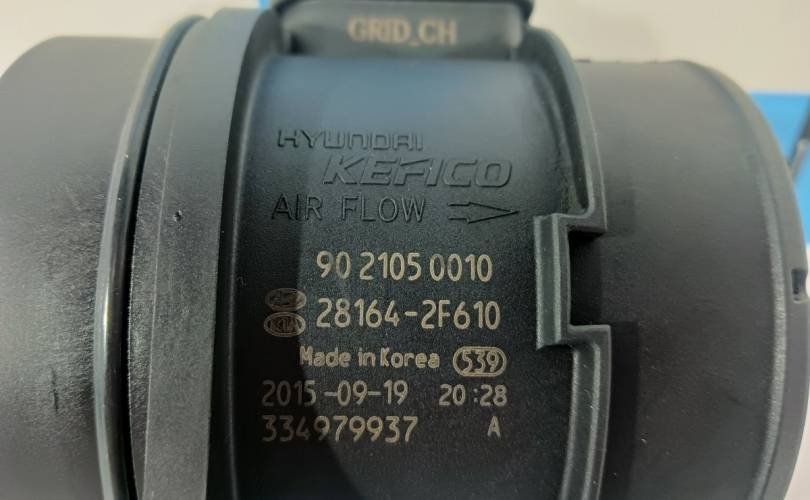 GRID_CH
HYUNDAI
KEFICO
AIR FLOW
90 2105 0010
28164-2F610
KIA
Made in Korea 539
2015-09-19 20:28
334979937 A